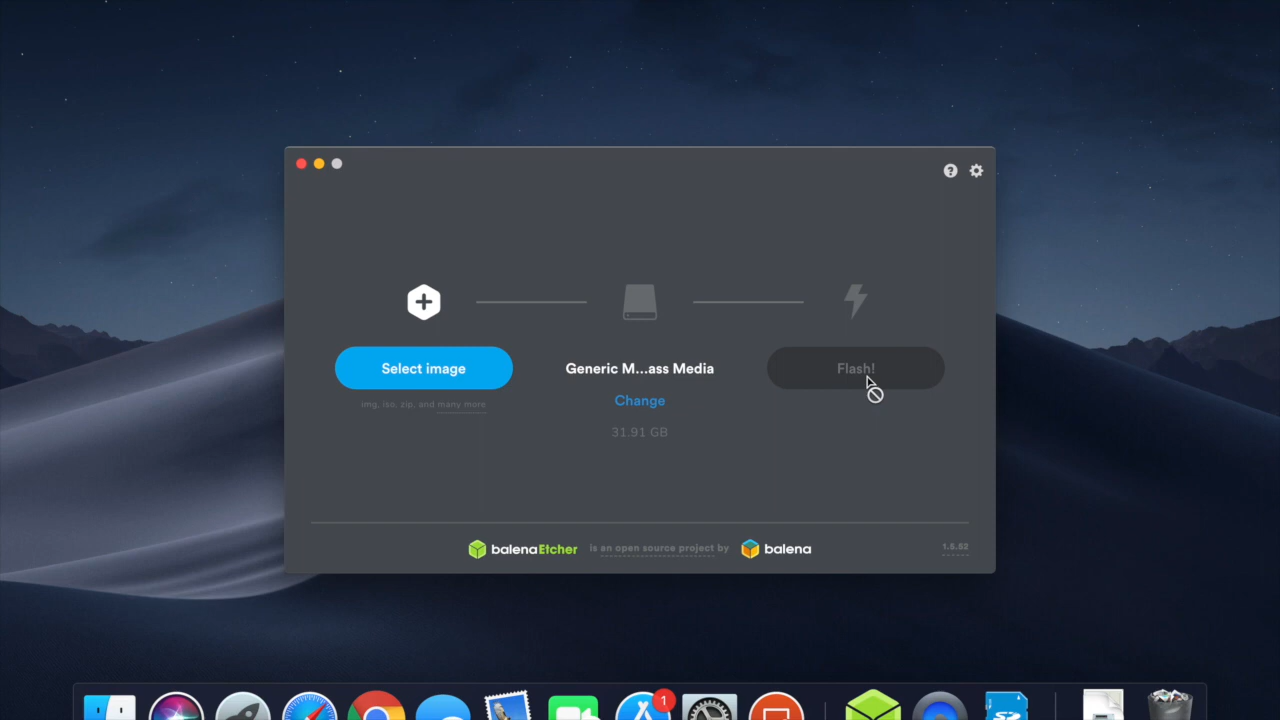 Select image
img, iso, zip, and many more
Generic M...ass Media
Change
31.91 GB
Flash!
balenaEtcher is an open source project by balena
1.5.52
1